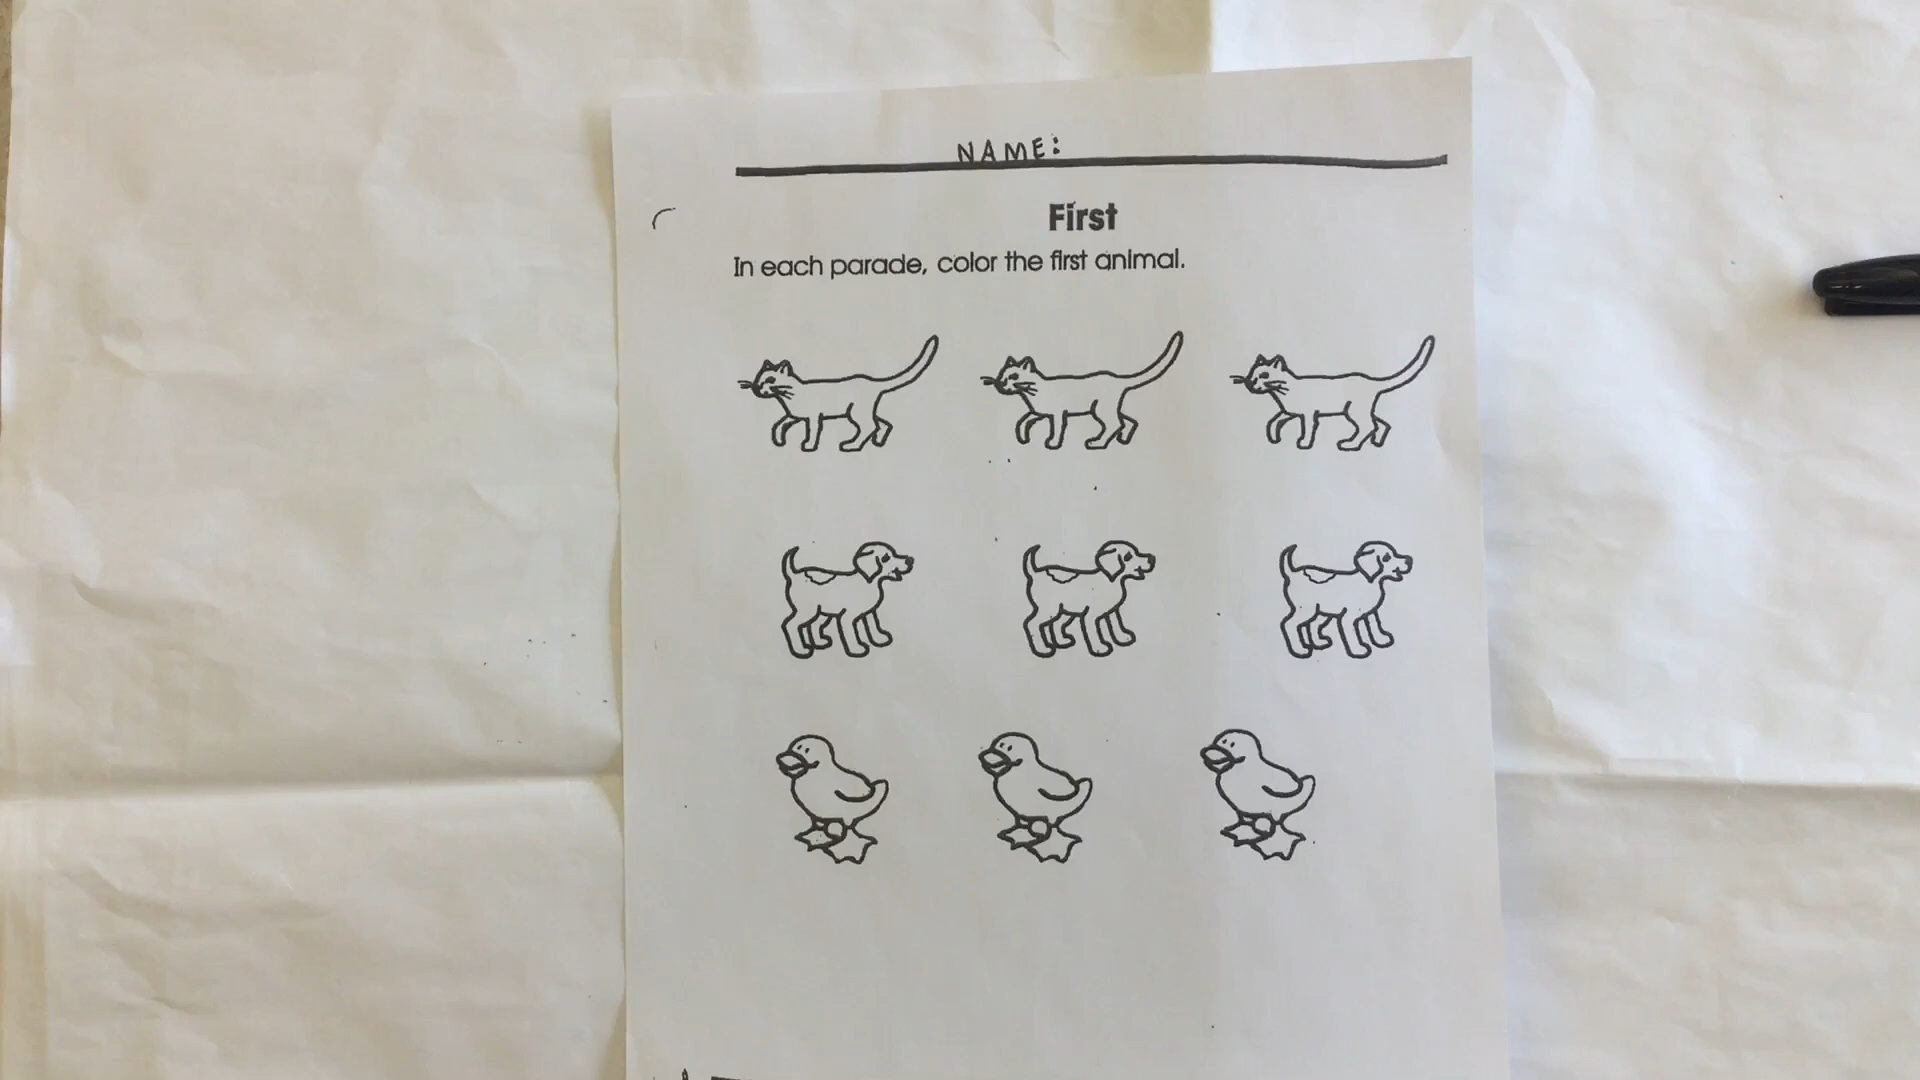 NAME:
First
In each parade, color the first animal.